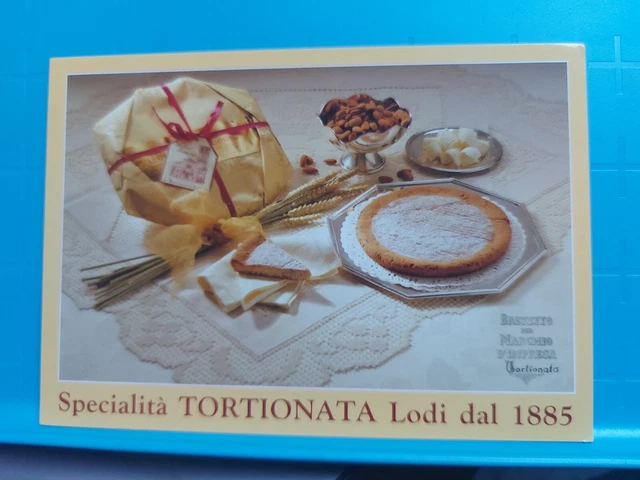 BREVETTO
PER
MARCHIO
D'IMPRESA
Tortionata
Specialità TORTIONATA Lodi dal 1885